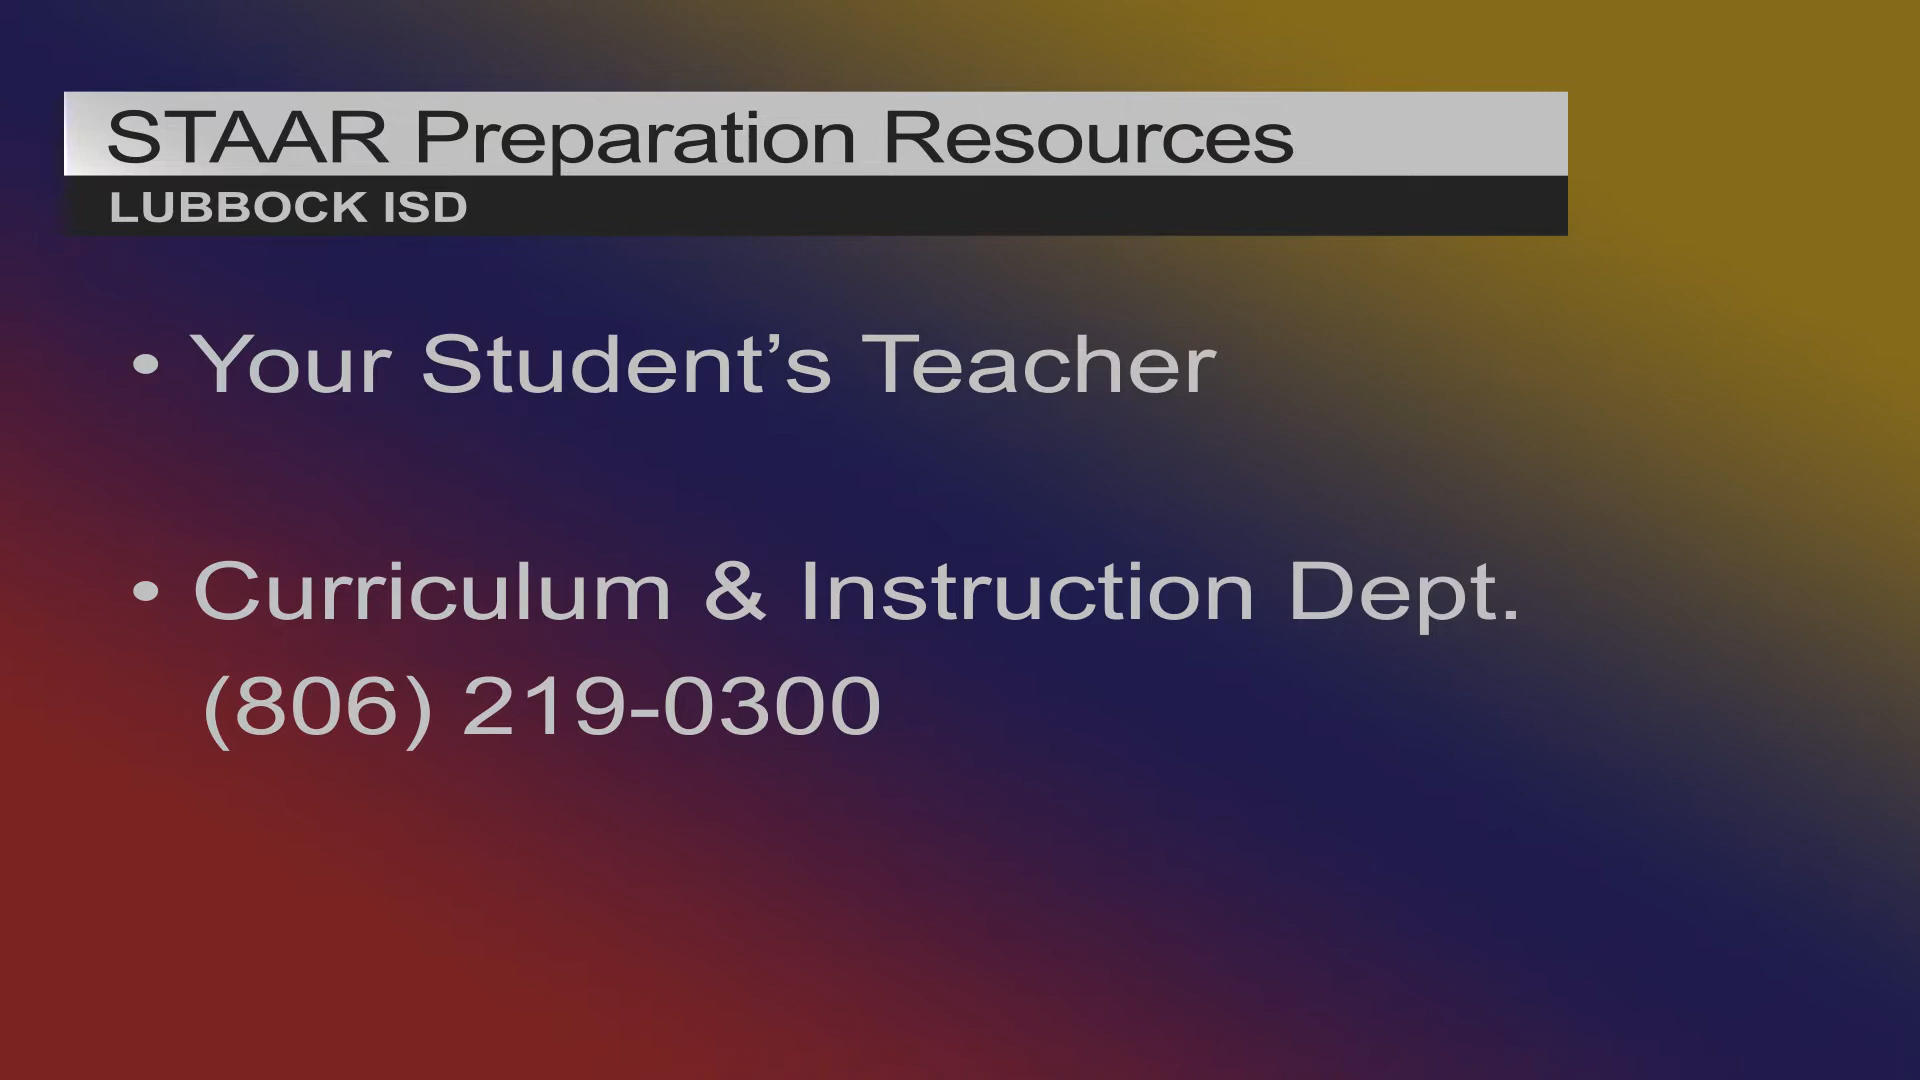 STAAR Preparation Resources
LUBBOCK ISD
• Your Student’s Teacher
• Curriculum & Instruction Dept.
(806) 219-0300